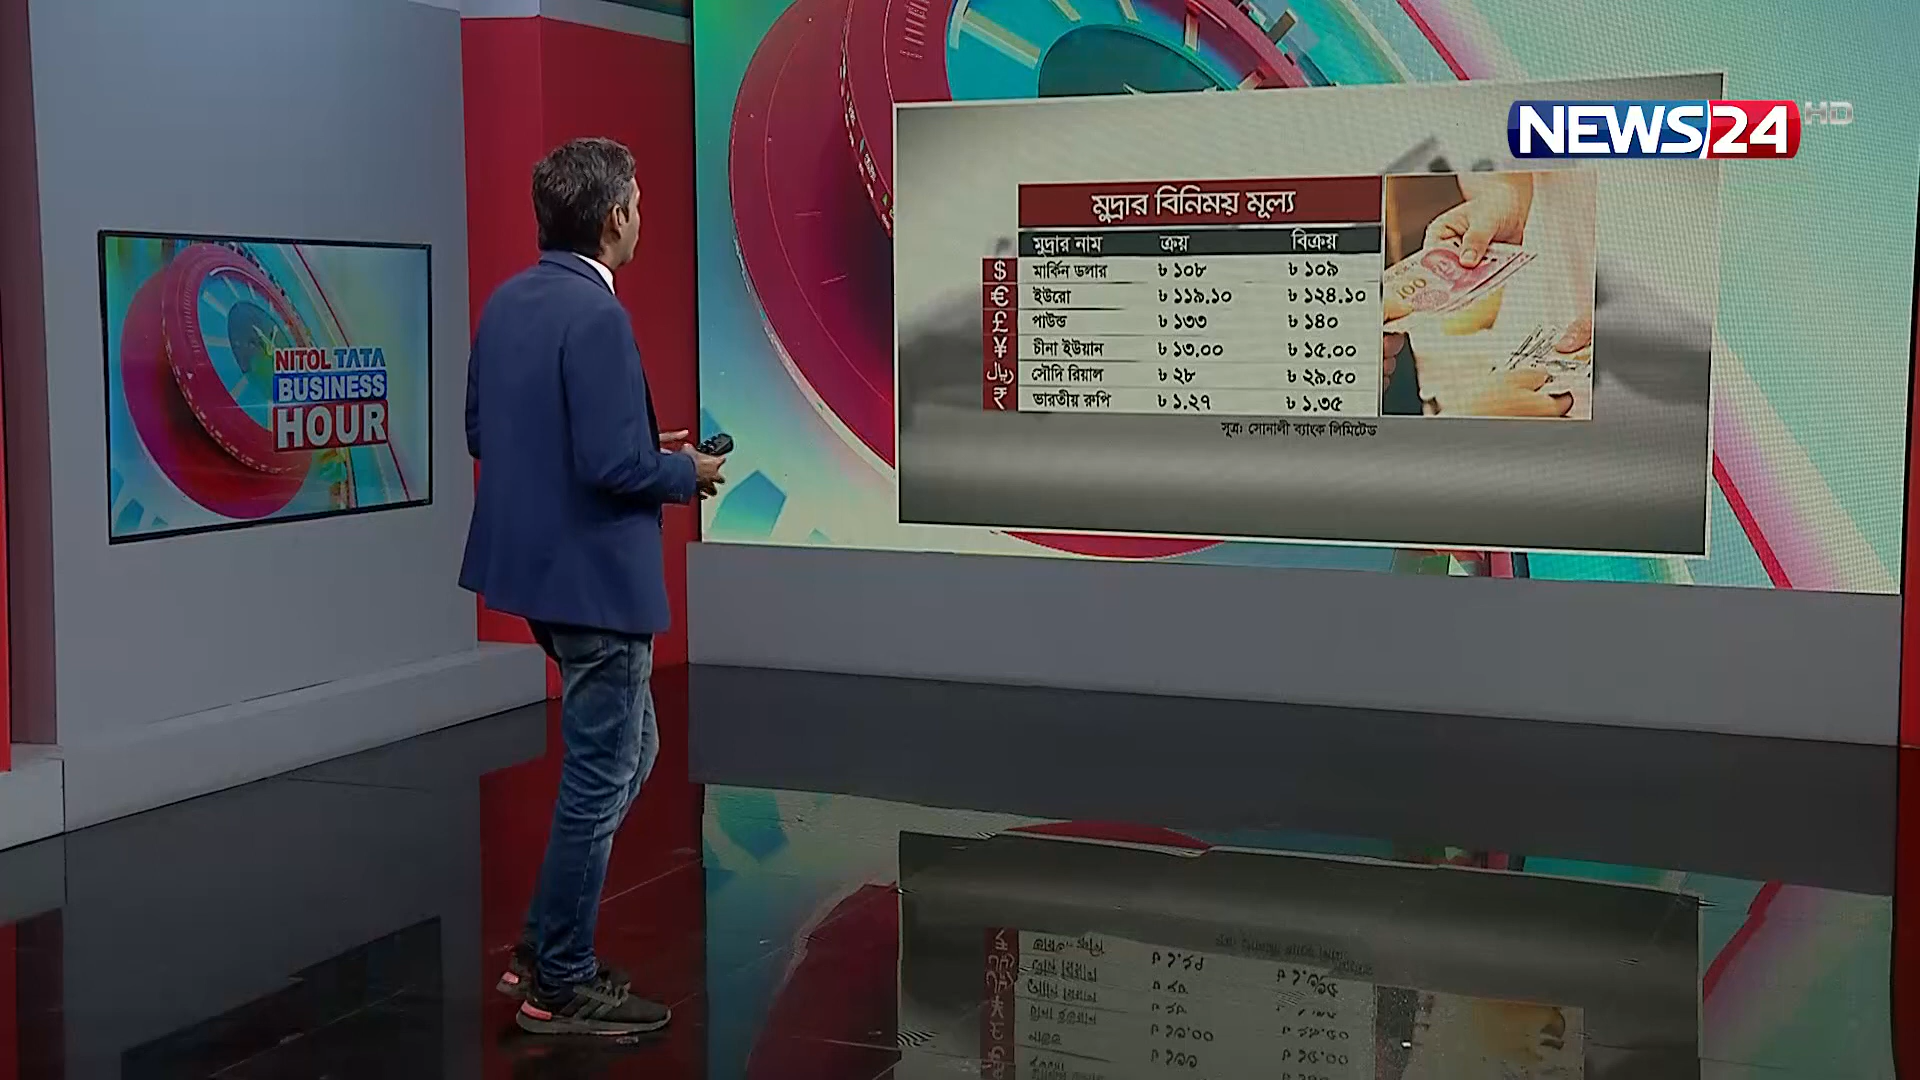 NEWS24 HD
মুদ্রার বিনিময় মূল্য
মুদ্রার নাম ক্রয় বিক্রয়
$ মার্কিন ডলার ৳ ১০৮ ৳ ১০৯
€ ইউরো ৳ ১১৯.১০ ৳ ১২৪.১০
£ পাউন্ড ৳ ১৩৩ ৳ ১৪০
¥ চীনা ইউয়ান ৳ ১৩.০০ ৳ ১৫.০০
﷼ সৌদি রিয়াল ৳ ২৮ ৳ ২৯.৫০
₹ ভারতীয় রুপি ৳ ১.২৭ ৳ ১.৩৫
সূত্র: সোনালী ব্যাংক লিমিটেড
100
NITOL TATA
BUSINESS
HOUR